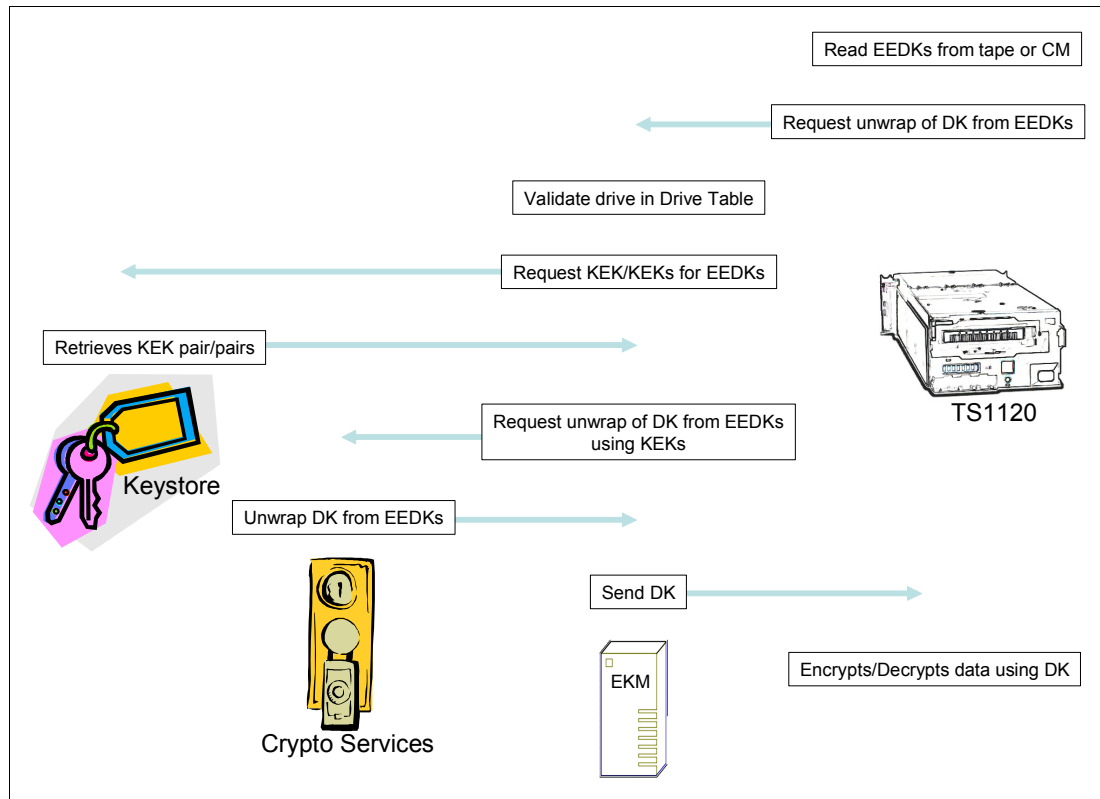 Read EEDKs from tape or CM
Request unwrap of DK from EEDKs
Validate drive in Drive Table
Request KEK/KEKs for EEDKs
Retrieves KEK pair/pairs
TS1120
Request unwrap of DK from EEDKs
using KEKs
Keystore
Unwrap DK from EEDKs
Send DK
EKM
Encrypts/Decrypts data using DK
Crypto Services